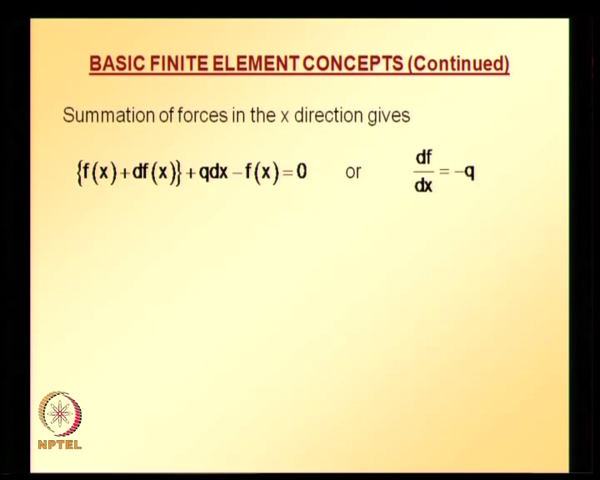 BASIC FINITE ELEMENT CONCEPTS (Continued)
Summation of forces in the x direction gives
{f(x)+df(x)}+qdx−f(x)=0 or df/dx=−q
NPTEL